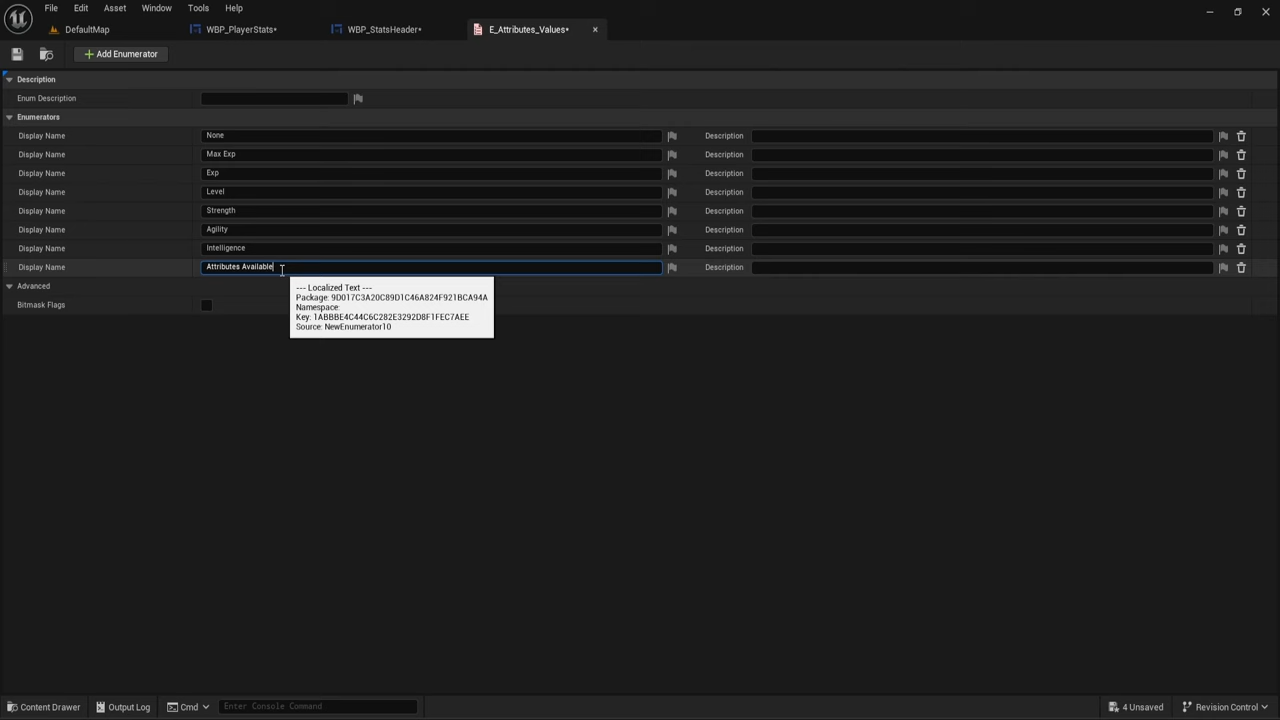 File Edit Asset Window Tools Help
DefaultMap WBP_PlayerStats* WBP_StatsHeader* E_Attributes_Values*
Add Enumerator
Description
Enum Description
Enumerators
Display Name None Description
Display Name Max Exp Description
Display Name Exp Description
Display Name Level Description
Display Name Strength Description
Display Name Agility Description
Display Name Intelligence Description
Display Name Attributes Available Description
Advanced
Bitmask Flags
--- Localized Text ---
Package: 9D017C3A20C89D1C46A824F921BCA94A
Namespace:
Key: 1ABBBE4C44C6C282E3292D8F1FEC7AEE
Source: NewEnumerator10
Content Drawer Output Log Cmd Enter Console Command 4 Unsaved Revision Control